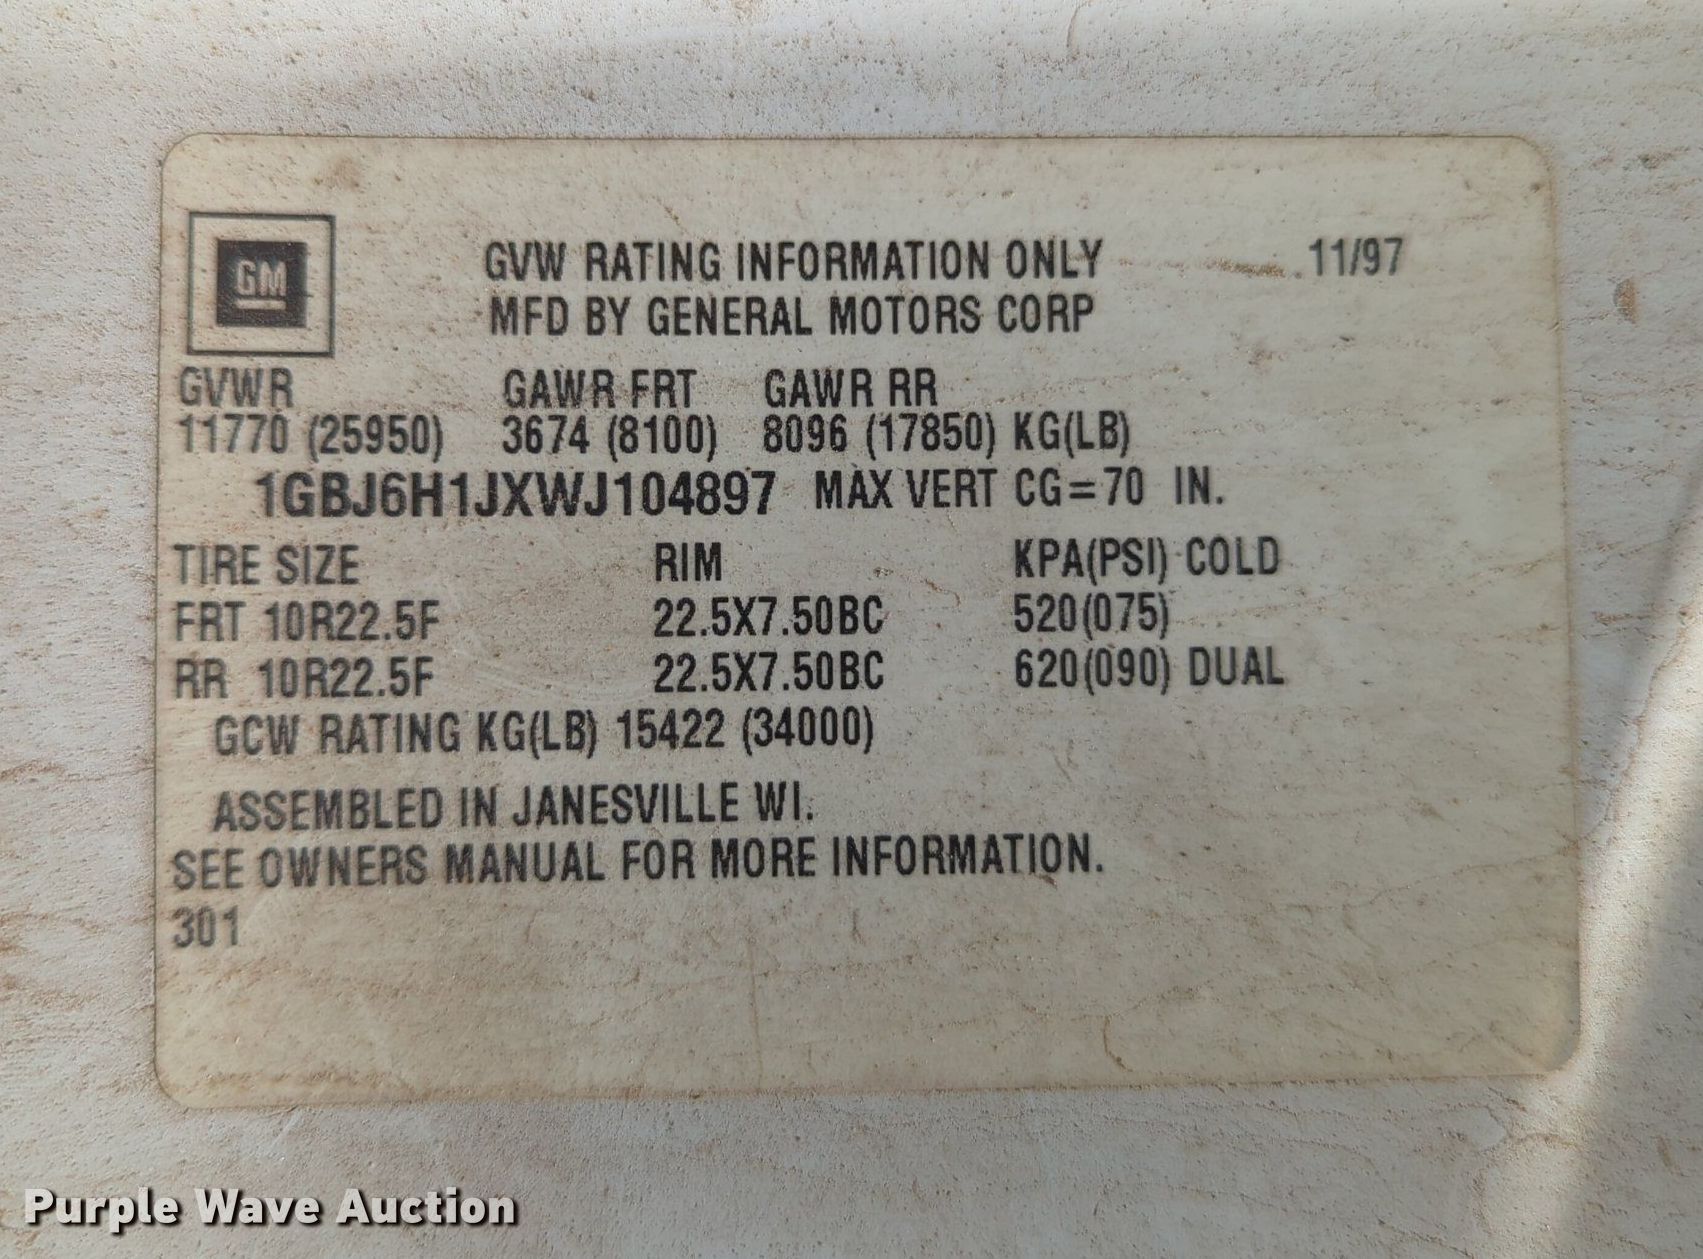 GM
GVW RATING INFORMATION ONLY 11/97
MFD BY GENERAL MOTORS CORP
GVWR GAWR FRT GAWR RR
11770 (25950) 3674 (8100) 8096 (17850) KG(LB)
1GBJ6H1JXWJ104897 MAX VERT CG=70 IN.
TIRE SIZE RIM KPA(PSI) COLD
FRT 10R22.5F 22.5X7.50BC 520(075)
RR 10R22.5F 22.5X7.50BC 620(090) DUAL
GCW RATING KG(LB) 15422 (34000)
ASSEMBLED IN JANESVILLE WI.
SEE OWNERS MANUAL FOR MORE INFORMATION.
301
Purple Wave Auction